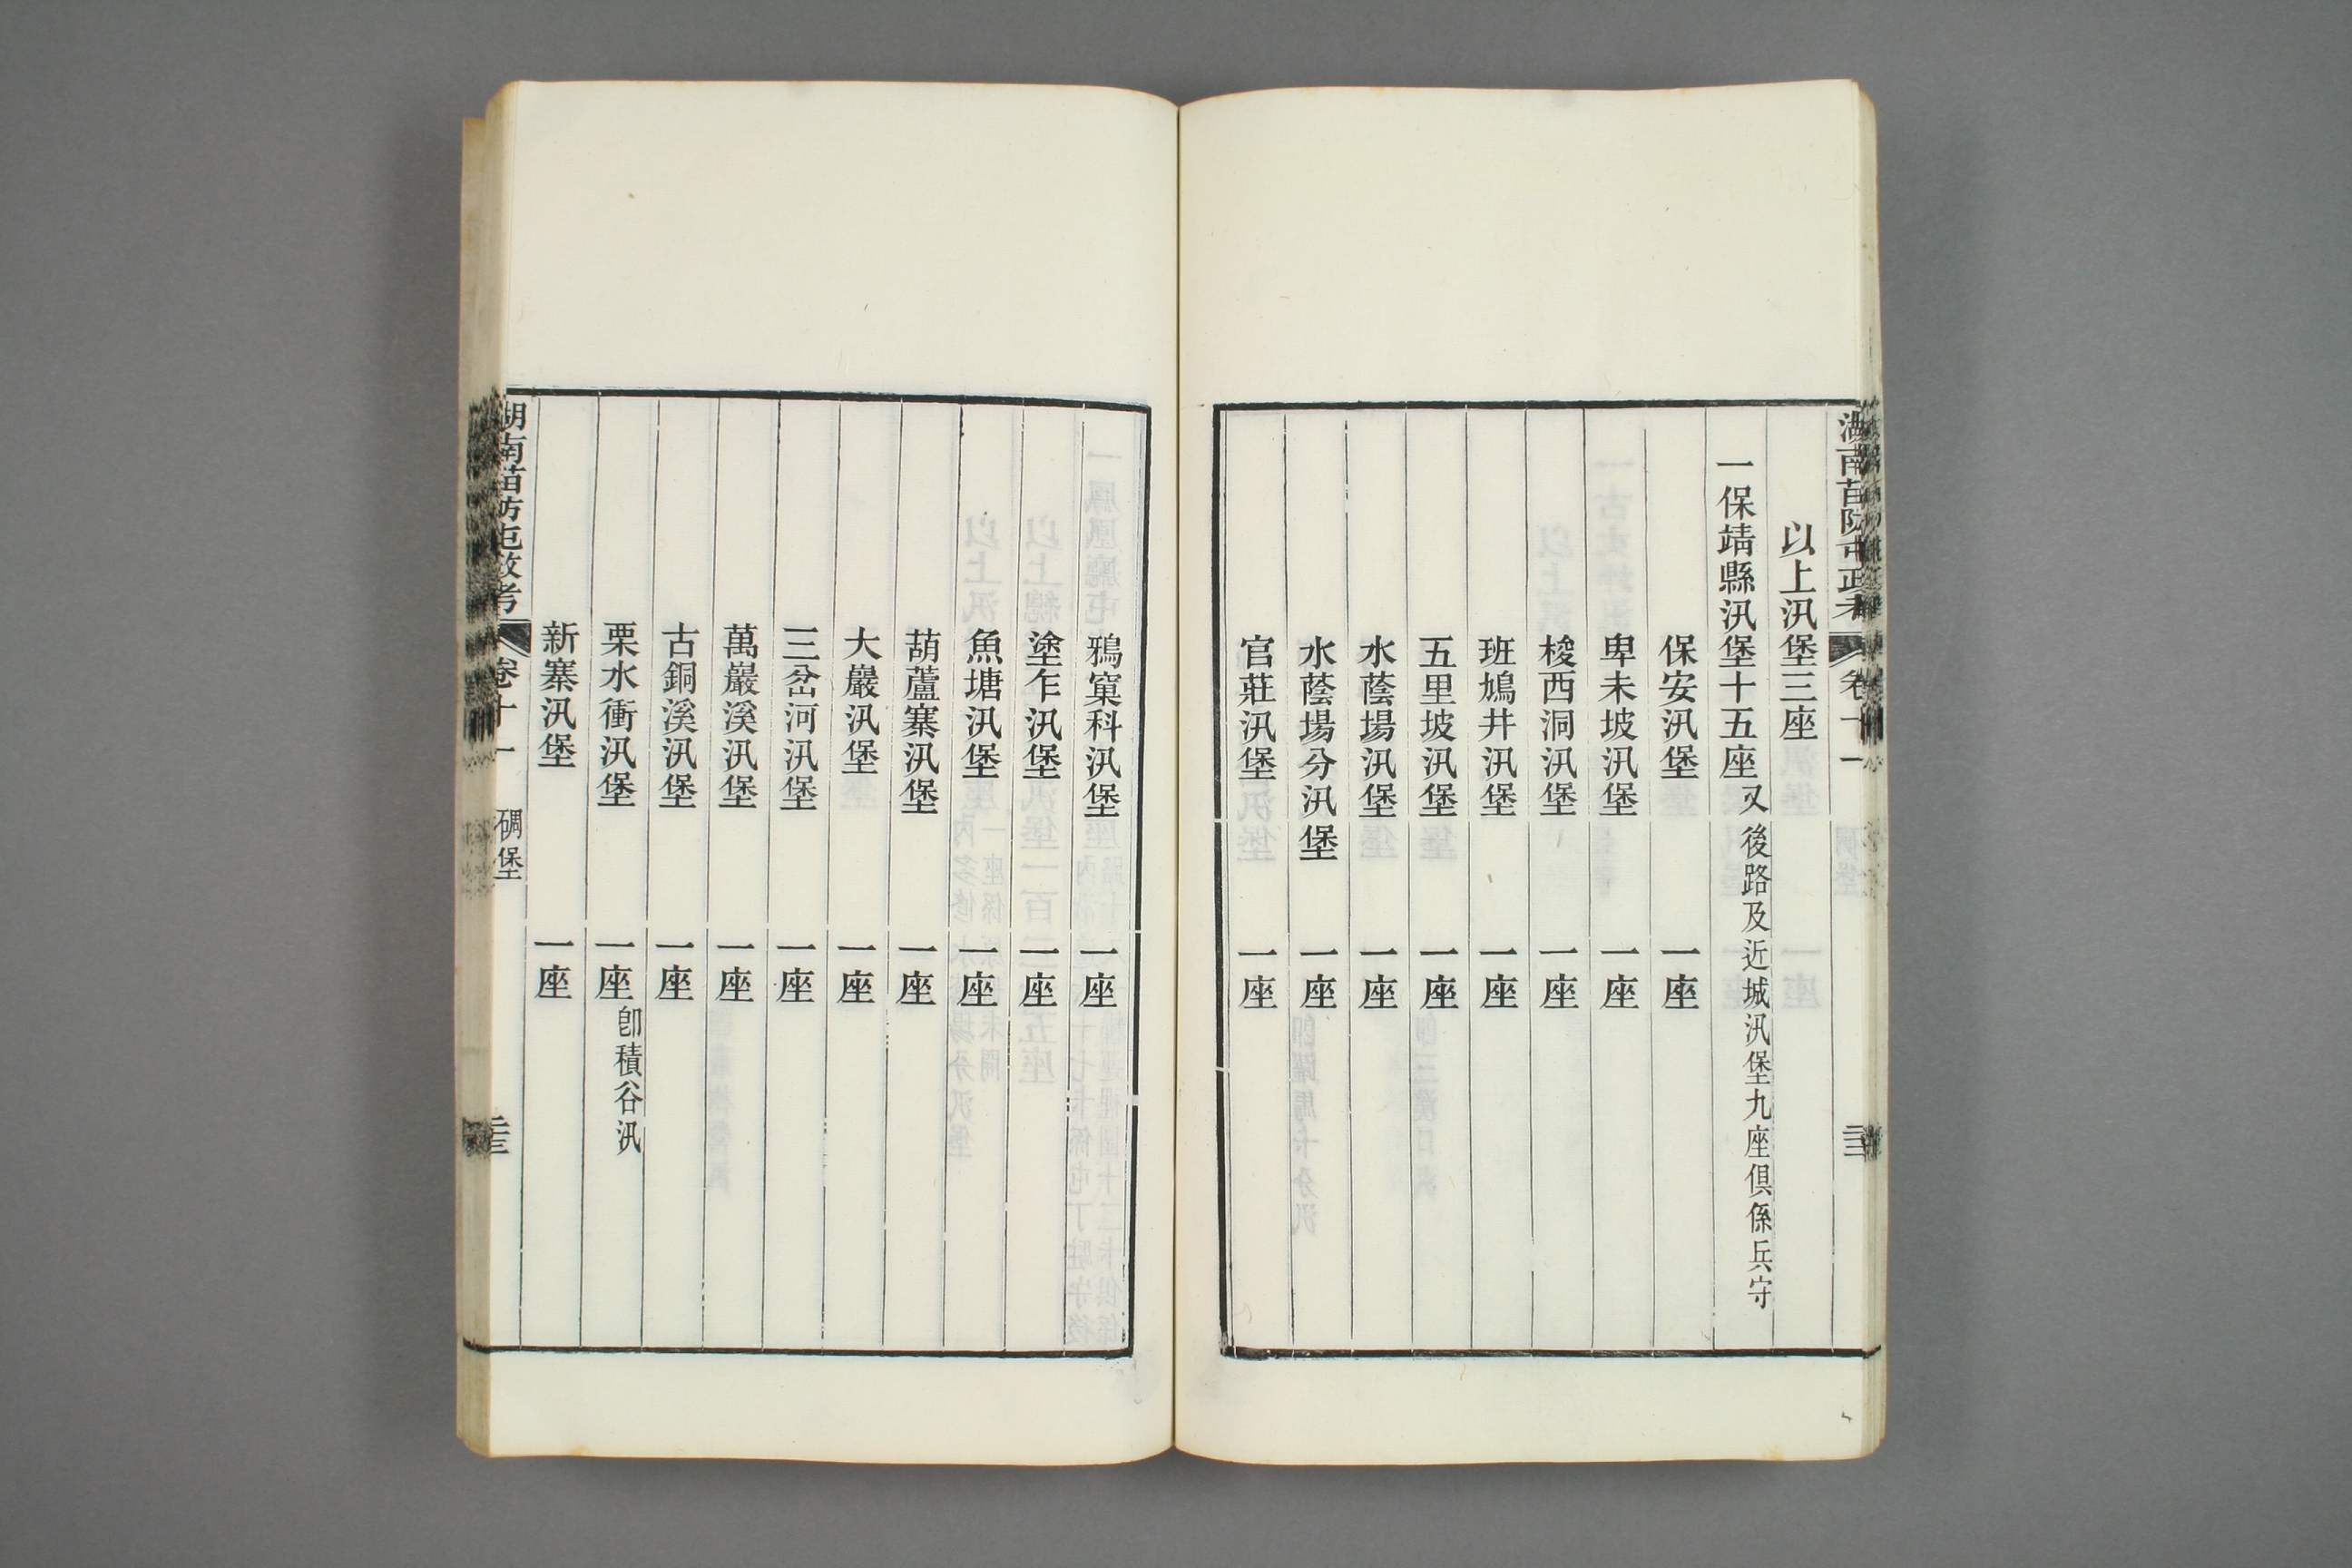 湖南苗防屯政考 卷十一
以上汛堡三座
一保靖縣汛堡十五座又後路及近城汛堡九座俱係兵守
保安汛堡 一座
卑未坡汛堡 一座
梭西洞汛堡 一座
班鳩井汛堡 一座
五里坡汛堡 一座
水蔭場汛堡 一座
水蔭場分汛堡 一座
官莊汛堡 一座
鴉窠科汛堡 一座
塗乍汛堡 一座
魚塘汛堡 一座
葫蘆寨汛堡 一座
大巖汛堡 一座
三岔河汛堡 一座
萬巖溪汛堡 一座
古銅溪汛堡 一座
栗水衝汛堡 一座卽積谷汛
新寨汛堡 一座
湖南苗防屯政考 卷十一 碉堡